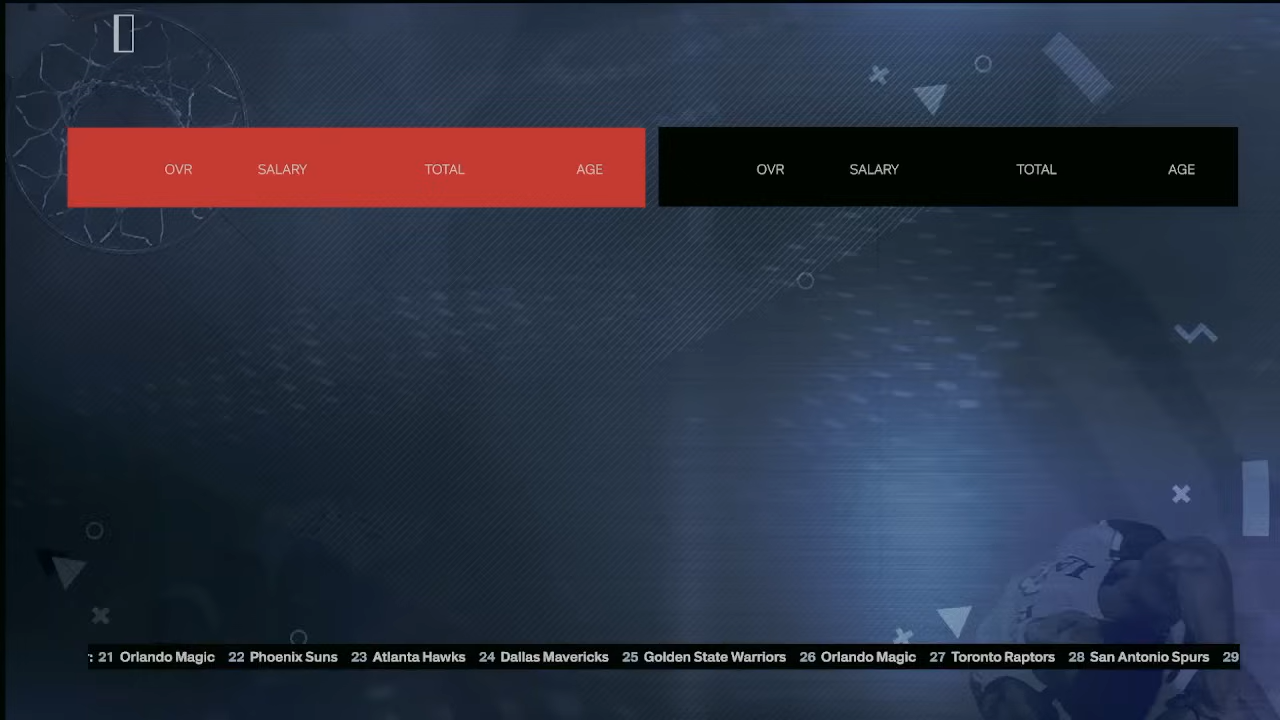 OVR SALARY TOTAL AGE OVR SALARY TOTAL AGE
: 21 Orlando Magic 22 Phoenix Suns 23 Atlanta Hawks 24 Dallas Mavericks 25 Golden State Warriors 26 Orlando Magic 27 Toronto Raptors 28 San Antonio Spurs 29